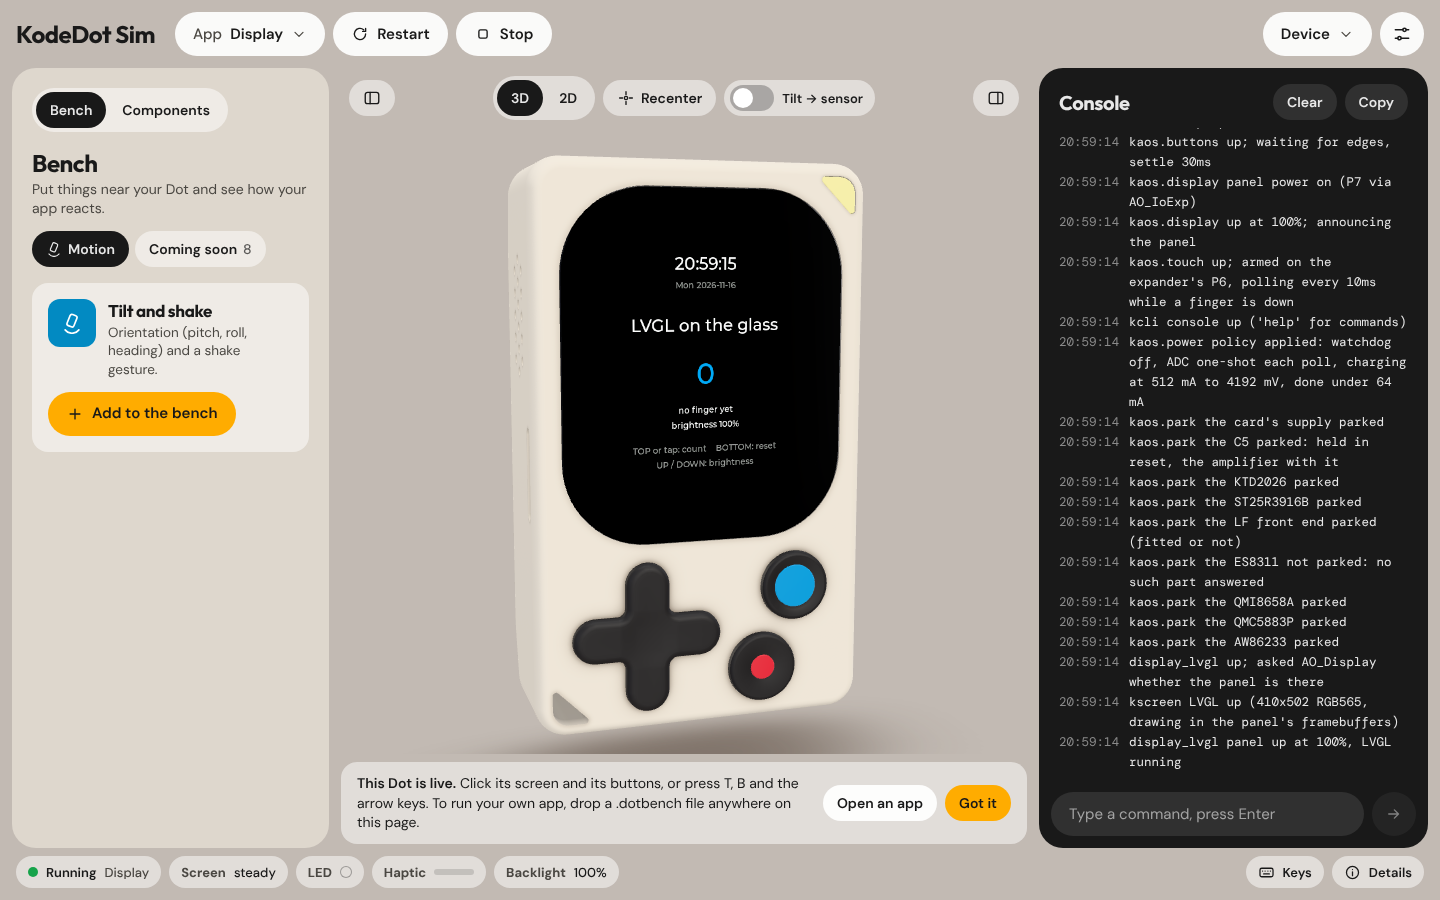 KodeDot Sim
App Display
Restart
Stop
Device
Bench
Components
Bench
Put things near your Dot and see how your
app reacts.
Motion
Coming soon 8
Tilt and shake
Orientation (pitch, roll,
heading) and a shake
gesture.
Add to the bench
3D
2D
Recenter
Tilt → sensor
20:59:15
Mon 2026-11-16
LVGL on the glass
0
no finger yet
brightness 100%
TOP or tap: count BOTTOM: reset
UP / DOWN: brightness
This Dot is live. Click its screen and its buttons, or press T, B and the
arrow keys. To run your own app, drop a .dotbench file anywhere on
this page.
Open an app
Got it
Console
Clear
Copy
20:59:14 kaos.buttons up; waiting for edges,
settle 30ms
20:59:14 kaos.display panel power on (P7 via
AO_IoExp)
20:59:14 kaos.display up at 100%; announcing
the panel
20:59:14 kaos.touch up; armed on the
expander's P6, polling every 10ms
while a finger is down
20:59:14 kcli console up ('help' for commands)
20:59:14 kaos.power policy applied: watchdog
off, ADC one-shot each poll, charging
at 512 mA to 4192 mV, done under 64
mA
20:59:14 kaos.park the card's supply parked
20:59:14 kaos.park the C5 parked: held in
reset, the amplifier with it
20:59:14 kaos.park the KTD2026 parked
20:59:14 kaos.park the ST25R3916B parked
20:59:14 kaos.park the LF front end parked
(fitted or not)
20:59:14 kaos.park the ES8311 not parked: no
such part answered
20:59:14 kaos.park the QMI8658A parked
20:59:14 kaos.park the QMC5883P parked
20:59:14 kaos.park the AW86233 parked
20:59:14 display_lvgl up; asked AO_Display
whether the panel is there
20:59:14 kscreen LVGL up (410x502 RGB565,
drawing in the panel's framebuffers)
20:59:14 display_lvgl panel up at 100%, LVGL
running
Type a command, press Enter
Running Display
Screen steady
LED
Haptic
Backlight 100%
Keys
Details